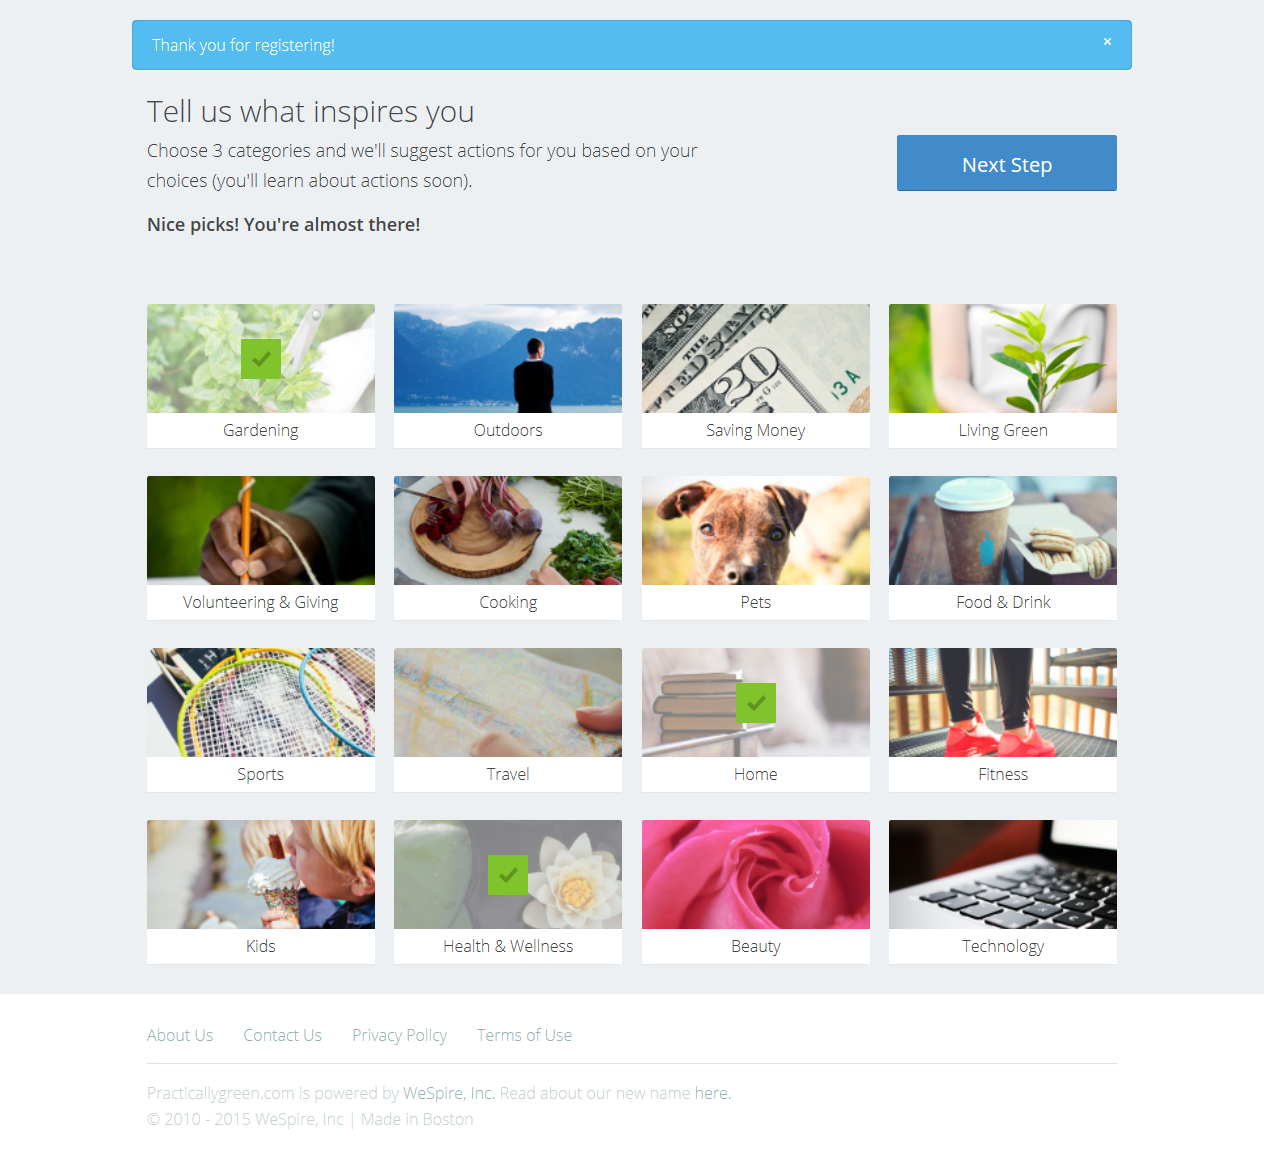 Thank you for registering!
×
Tell us what inspires you
Choose 3 categories and we'll suggest actions for you based on your
choices (you'll learn about actions soon).
Next Step
Nice picks! You're almost there!
THE
20
13 A
Gardening
Outdoors
Saving Money
Living Green
Volunteering & Giving
Cooking
Pets
Food & Drink
Sports
Travel
Home
Fitness
Kids
Health & Wellness
Beauty
Technology
About Us
Contact Us
Privacy Policy
Terms of Use
Practicallygreen.com is powered by WeSpire, Inc. Read about our new name here.
© 2010 - 2015 WeSpire, Inc | Made in Boston